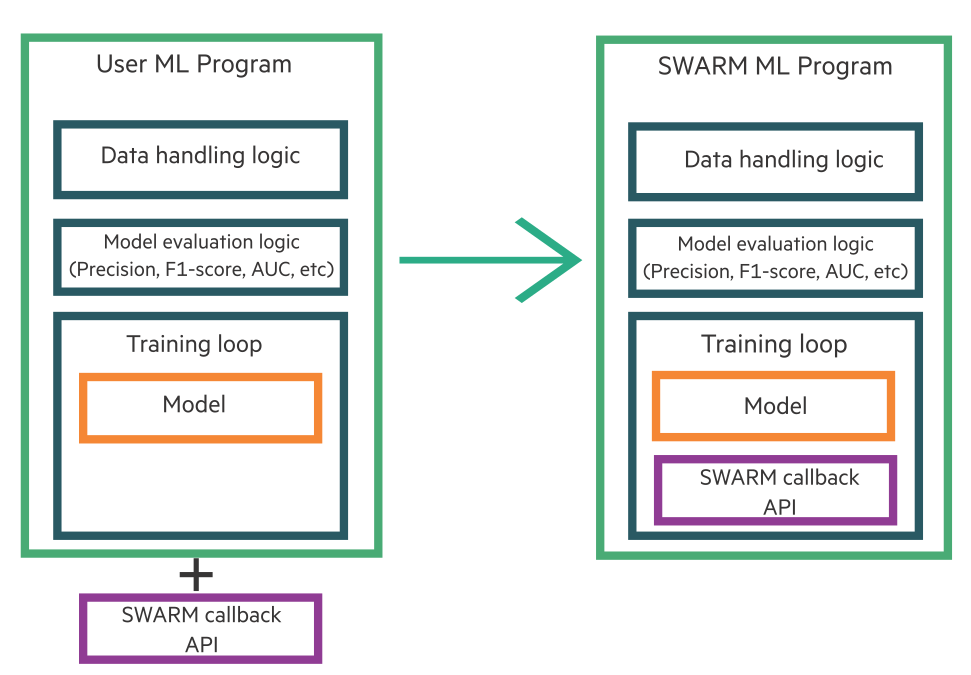 User ML Program
Data handling logic
Model evaluation logic
(Precision, F1-score, AUC, etc)
Training loop
Model
+
SWARM callback
API
SWARM ML Program
Data handling logic
Model evaluation logic
(Precision, F1-score, AUC, etc)
Training loop
Model
SWARM callback
API